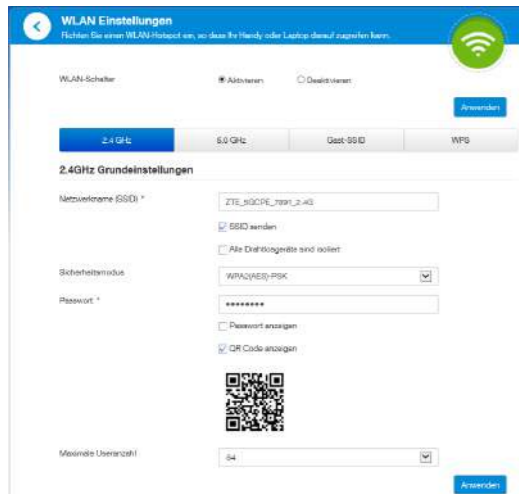 WLAN Einstellungen
Richten Sie einen WLAN-Hotspot ein, so dass Ihr Handy oder Laptop darauf zugreifen kann.
WLAN-Schalter
Aktivieren
Deaktivieren
Anwenden
2.4 GHz
5.0 GHz
Gast-SSID
WPS
2.4GHz Grundeinstellungen
Netzwerkname (SSID) *
ZTE_5GCPE_7891_2.4G
SSID senden
Alle Drahtlosgeräte sind isoliert
Sicherheitsmodus
WPA2(AES)-PSK
Passwort *
********
Passwort anzeigen
QR Code anzeigen
Maximale Useranzahl
64
Anwenden